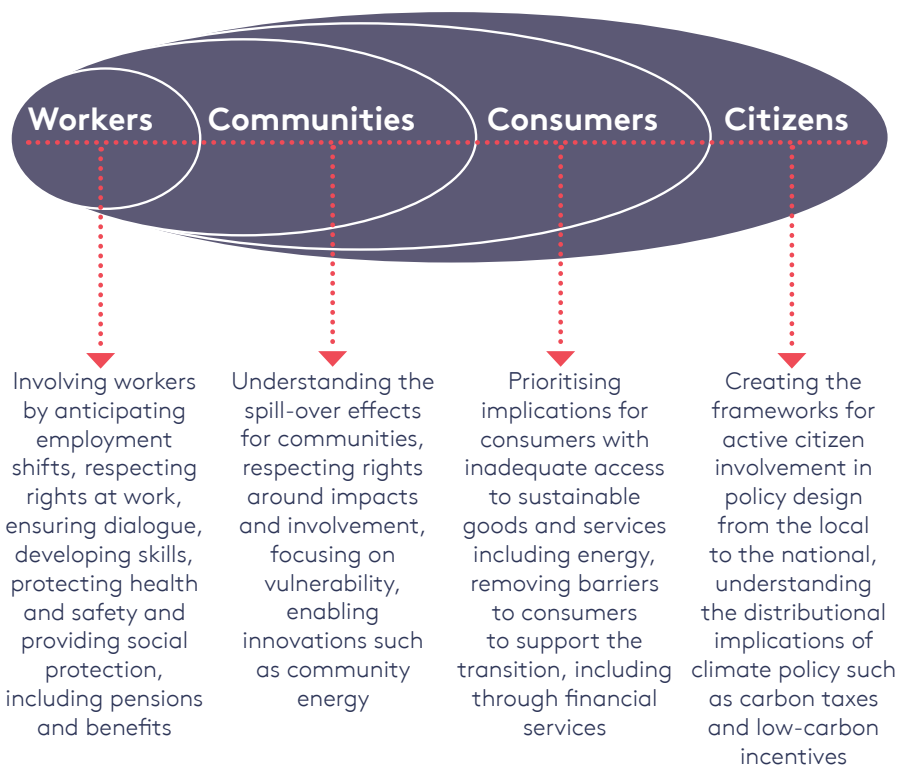 Workers
Communities
Consumers
Citizens
Involving workers
by anticipating
employment
shifts, respecting
rights at work,
ensuring dialogue,
developing skills,
protecting health
and safety and
providing social
protection,
including pensions
and benefits
Understanding the
spill-over effects
for communities,
respecting rights
around impacts
and involvement,
focusing on
vulnerability,
enabling
innovations such
as community
energy
Prioritising
implications for
consumers with
inadequate access
to sustainable
goods and services
including energy,
removing barriers
to consumers
to support the
transition, including
through financial
services
Creating the
frameworks for
active citizen
involvement in
policy design
from the local
to the national,
understanding
the distributional
implications of
climate policy such
as carbon taxes
and low-carbon
incentives